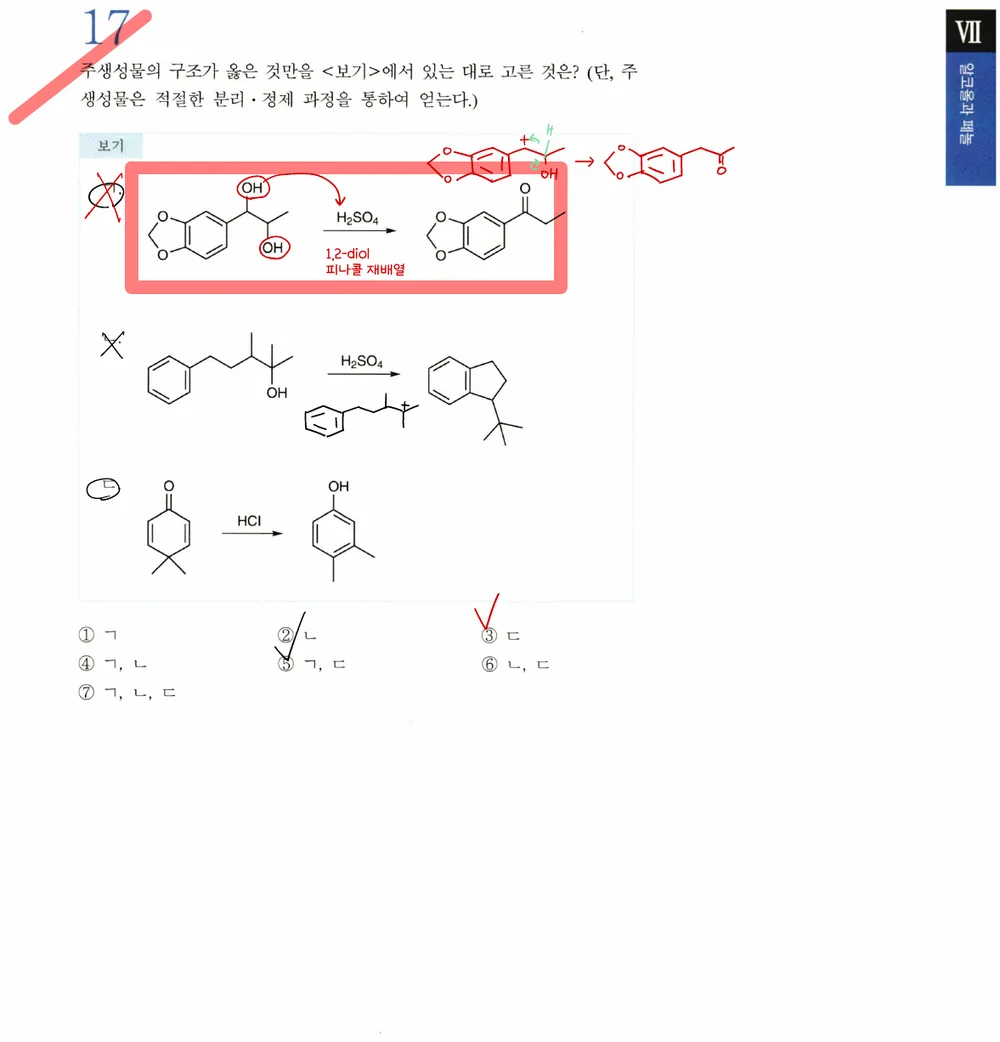 17
VII
알코올과 페놀
주생성물의 구조가 옳은 것만을 <보기>에서 있는 대로 고른 것은? (단, 주
생성물은 적절한 분리·정제 과정을 통하여 얻는다.)
보기
+ H
OH
O O
O O
O
ㄱ.
OH
OH
O
O
H₂SO₄
1,2-diol
피나콜 재배열
O
O
O
ㄴ.
OH
H₂SO₄
+
ㄷ
O
HCl
OH
① ㄱ ② ㄴ ③ ㄷ
④ ㄱ, ㄴ ⑤ ㄱ, ㄷ ⑥ ㄴ, ㄷ
⑦ ㄱ, ㄴ, ㄷ